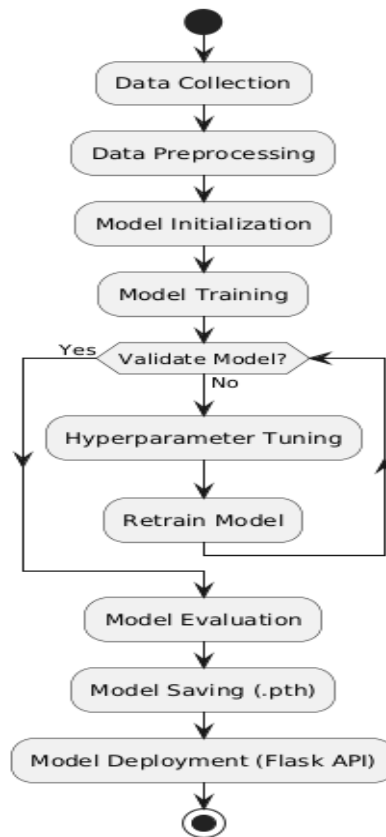 Data Collection
Data Preprocessing
Model Initialization
Model Training
Yes
Validate Model?
No
Hyperparameter Tuning
Retrain Model
Model Evaluation
Model Saving (.pth)
Model Deployment (Flask API)